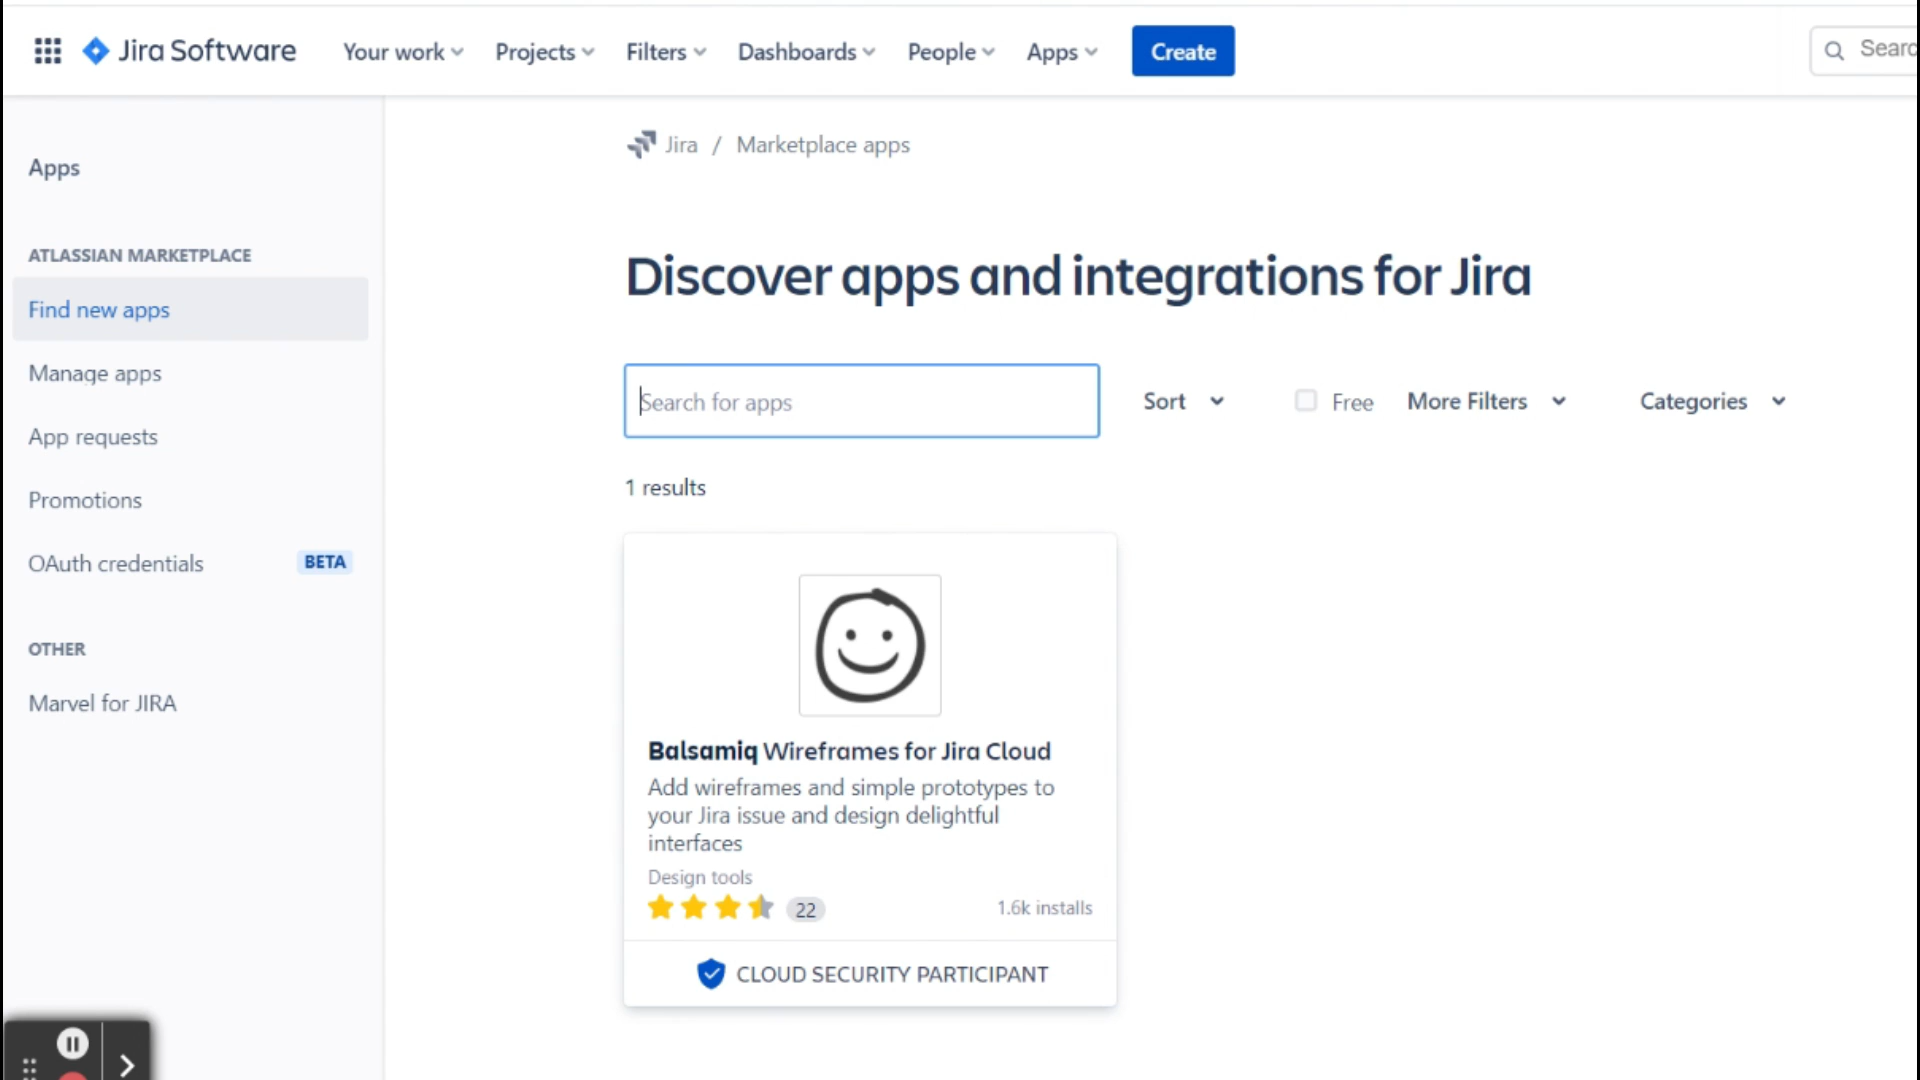 Jira Software Your work Projects Filters Dashboards People Apps Create
Jira / Marketplace apps
Apps
ATLASSIAN MARKETPLACE
Find new apps
Manage apps
App requests
Promotions
OAuth credentials BETA
OTHER
Marvel for JIRA
Discover apps and integrations for Jira
Search for apps Sort Free More Filters Categories
1 results
Balsamiq Wireframes for Jira Cloud
Add wireframes and simple prototypes to
your Jira issue and design delightful
interfaces
Design tools
22 1.6k installs
CLOUD SECURITY PARTICIPANT